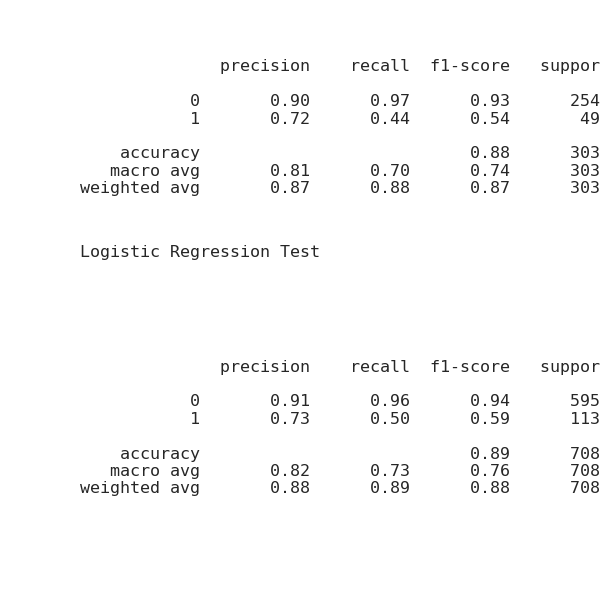 precision recall f1-score suppor
0 0.90 0.97 0.93 254
1 0.72 0.44 0.54 49
accuracy 0.88 303
macro avg 0.81 0.70 0.74 303
weighted avg 0.87 0.88 0.87 303
Logistic Regression Test
precision recall f1-score suppor
0 0.91 0.96 0.94 595
1 0.73 0.50 0.59 113
accuracy 0.89 708
macro avg 0.82 0.73 0.76 708
weighted avg 0.88 0.89 0.88 708